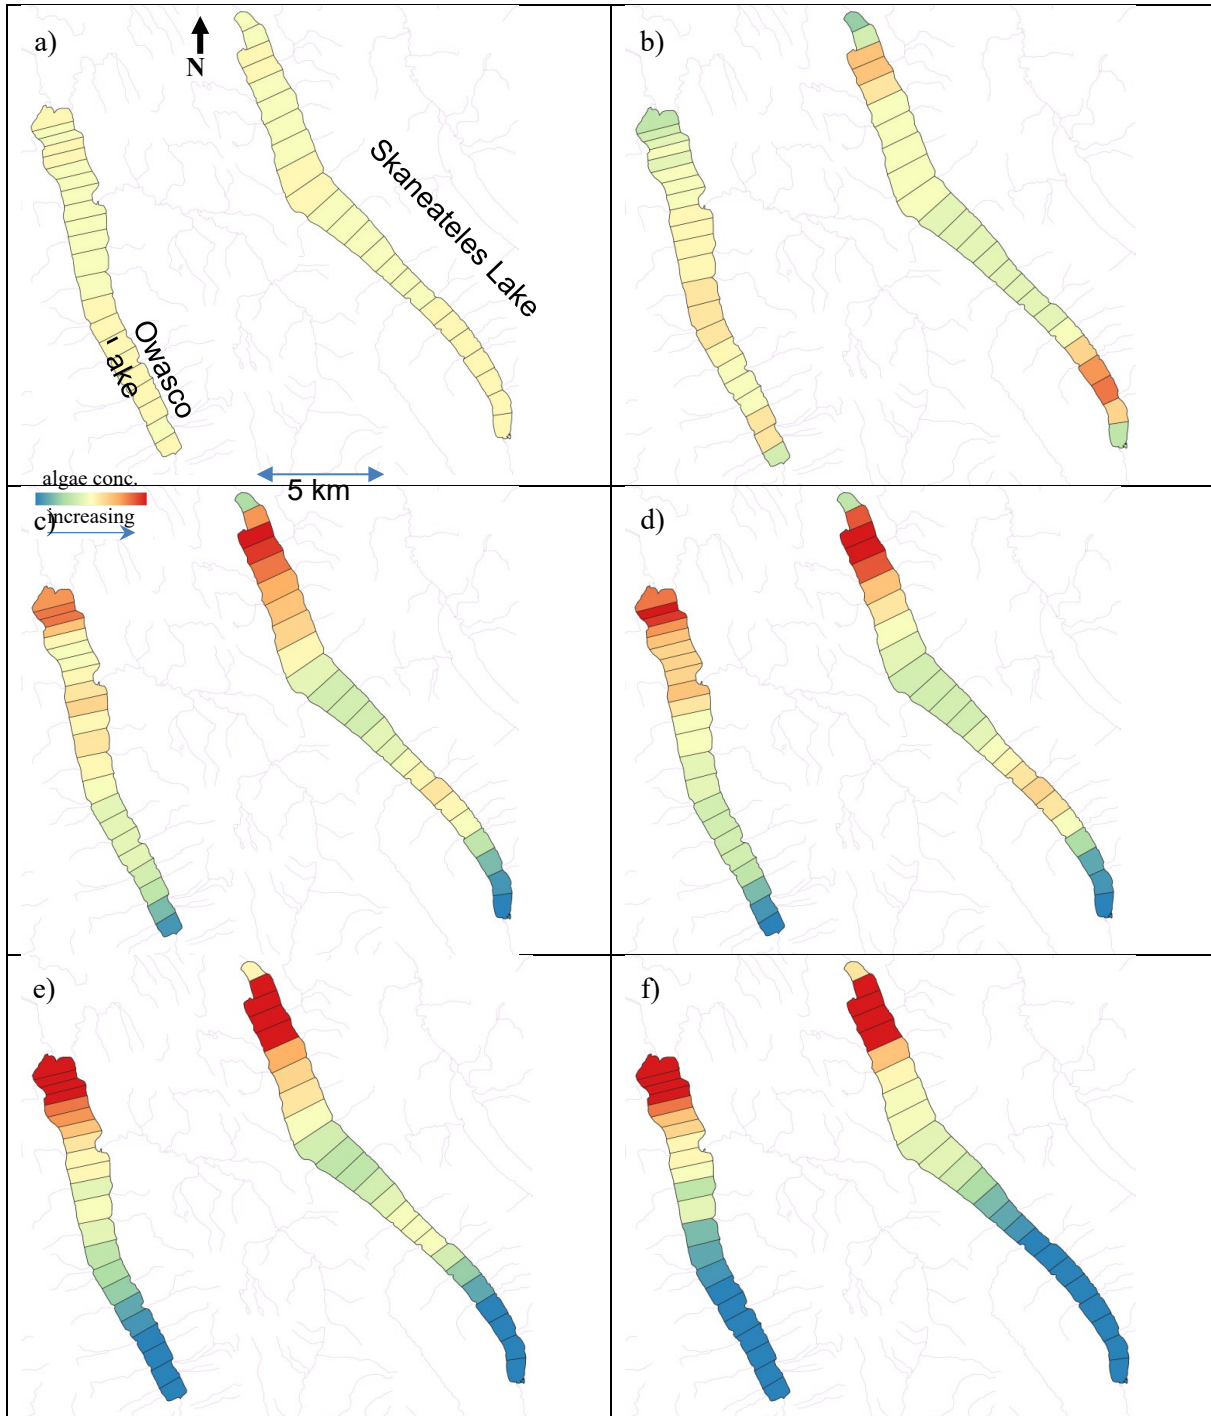 a)
N
Skaneateles Lake
Owasco
Lake
b)
algae conc.
increasing
5 km
c)
d)
e)
f)